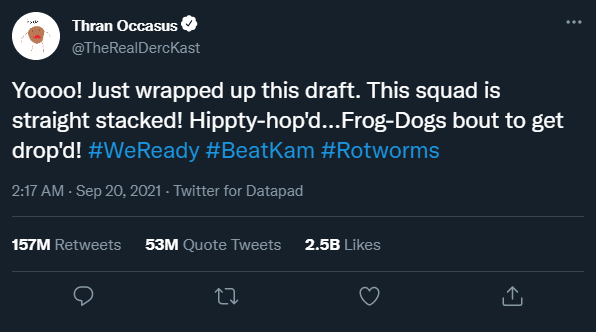 Thran Occasus
@TheRealDercKast
Yoooo! Just wrapped up this draft. This squad is
straight stacked! Hippty-hop'd...Frog-Dogs bout to get
drop'd! #WeReady #BeatKam #Rotworms
2:17 AM · Sep 20, 2021 · Twitter for Datapad
157M Retweets 53M Quote Tweets 2.5B Likes